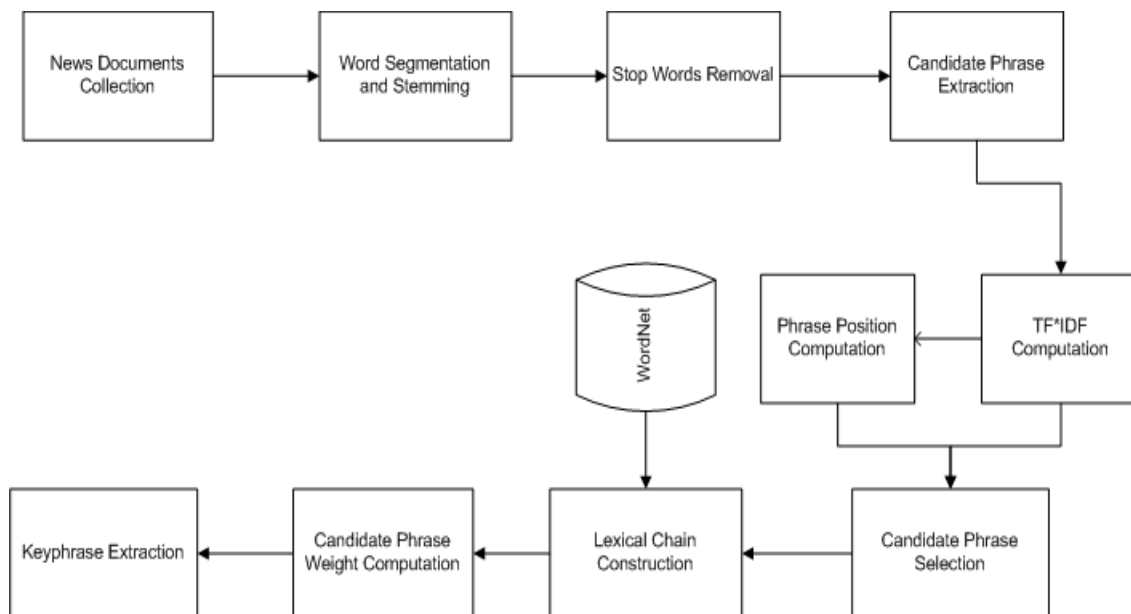 News Documents
Collection
Word Segmentation
and Stemming
Stop Words Removal
Candidate Phrase
Extraction
WordNet
Phrase Position
Computation
TF*IDF
Computation
Keyphrase Extraction
Candidate Phrase
Weight Computation
Lexical Chain
Construction
Candidate Phrase
Selection